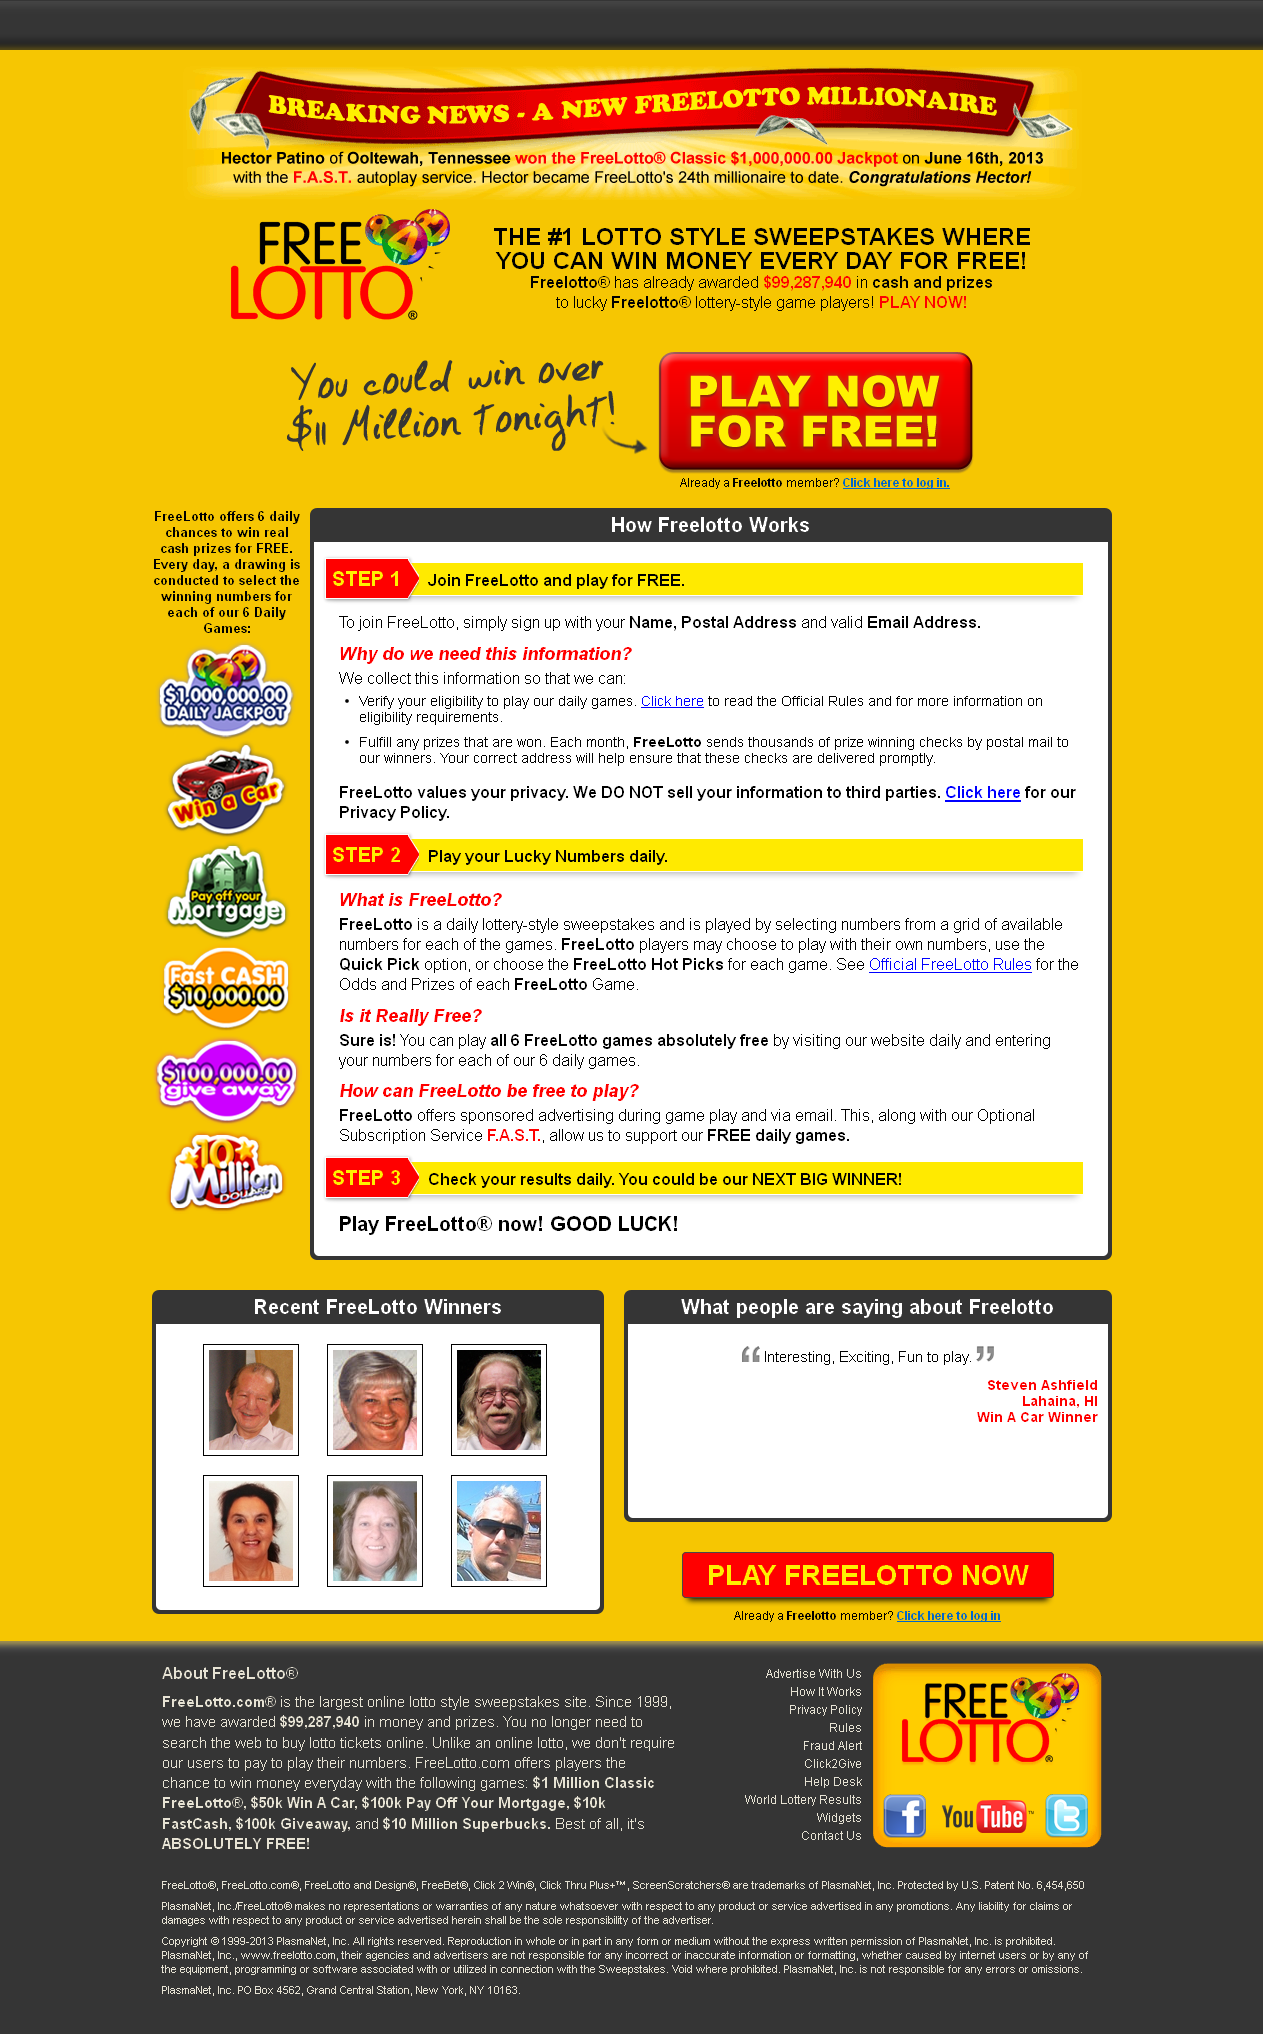 BREAKING NEWS - A NEW FREELOTTO MILLIONAIRE
Hector Patino of Ooltewah, Tennessee won the FreeLotto® Classic $1,000,000.00 Jackpot on June 16th, 2013
with the F.A.S.T. autoplay service. Hector became FreeLotto's 24th millionaire to date. Congratulations Hector!
FREE 4
LOTTO®
THE #1 LOTTO STYLE SWEEPSTAKES WHERE
YOU CAN WIN MONEY EVERY DAY FOR FREE!
Freelotto® has already awarded $99,287,940 in cash and prizes
to lucky Freelotto® lottery-style game players! PLAY NOW!
You could win over
$11 Million Tonight!
PLAY NOW
FOR FREE!
Already a Freelotto member? Click here to log in.
FreeLotto offers 6 daily
chances to win real
cash prizes for FREE.
Every day, a drawing is
conducted to select the
winning numbers for
each of our 6 Daily
Games:
4
$1,000,000.00
DAILY JACKPOT
Win a Car
Pay off your
Mortgage
Fast CASH
$10,000.00
$100,000.00
give away
10
Million
DOLLARS
How Freelotto Works
STEP 1 Join FreeLotto and play for FREE.
To join FreeLotto, simply sign up with your Name, Postal Address and valid Email Address.
Why do we need this information?
We collect this information so that we can:
• Verify your eligibility to play our daily games. Click here to read the Official Rules and for more information on
eligibility requirements.
• Fulfill any prizes that are won. Each month, FreeLotto sends thousands of prize winning checks by postal mail to
our winners. Your correct address will help ensure that these checks are delivered promptly.
FreeLotto values your privacy. We DO NOT sell your information to third parties. Click here for our
Privacy Policy.
STEP 2 Play your Lucky Numbers daily.
What is FreeLotto?
FreeLotto is a daily lottery-style sweepstakes and is played by selecting numbers from a grid of available
numbers for each of the games. FreeLotto players may choose to play with their own numbers, use the
Quick Pick option, or choose the FreeLotto Hot Picks for each game. See Official FreeLotto Rules for the
Odds and Prizes of each FreeLotto Game.
Is it Really Free?
Sure is! You can play all 6 FreeLotto games absolutely free by visiting our website daily and entering
your numbers for each of our 6 daily games.
How can FreeLotto be free to play?
FreeLotto offers sponsored advertising during game play and via email. This, along with our Optional
Subscription Service F.A.S.T., allow us to support our FREE daily games.
STEP 3 Check your results daily. You could be our NEXT BIG WINNER!
Play FreeLotto® now! GOOD LUCK!
Recent FreeLotto Winners
What people are saying about Freelotto
“ Interesting, Exciting, Fun to play. ”
Steven Ashfield
Lahaina, HI
Win A Car Winner
PLAY FREELOTTO NOW
Already a Freelotto member? Click here to log in
About FreeLotto®
FreeLotto.com® is the largest online lotto style sweepstakes site. Since 1999,
we have awarded $99,287,940 in money and prizes. You no longer need to
search the web to buy lotto tickets online. Unlike an online lotto, we don't require
our users to pay to play their numbers. FreeLotto.com offers players the
chance to win money everyday with the following games: $1 Million Classic
FreeLotto®, $50k Win A Car, $100k Pay Off Your Mortgage, $10k
FastCash, $100k Giveaway, and $10 Million Superbucks. Best of all, it's
ABSOLUTELY FREE!
Advertise With Us
How It Works
Privacy Policy
Rules
Fraud Alert
Click2Give
Help Desk
World Lottery Results
Widgets
Contact Us
FREE 4
LOTTO®
f YouTube™ t
FreeLotto®, FreeLotto.com®, FreeLotto and Design®, FreeBet®, Click 2 Win®, Click Thru Plus+™, ScreenScratchers® are trademarks of PlasmaNet, Inc. Protected by U.S. Patent No. 6,454,650
PlasmaNet, Inc./FreeLotto® makes no representations or warranties of any nature whatsoever with respect to any product or service advertised in any promotions. Any liability for claims or
damages with respect to any product or service advertised herein shall be the sole responsibility of the advertiser.
Copyright © 1999-2013 PlasmaNet, Inc. All rights reserved. Reproduction in whole or in part in any form or medium without the express written permission of PlasmaNet, Inc. is prohibited.
PlasmaNet, Inc., www.freelotto.com, their agencies and advertisers are not responsible for any incorrect or inaccurate information or formatting, whether caused by internet users or by any of
the equipment, programming or software associated with or utilized in connection with the Sweepstakes. Void where prohibited. PlasmaNet, Inc. is not responsible for any errors or omissions.
PlasmaNet, Inc. PO Box 4562, Grand Central Station, New York, NY 10163.